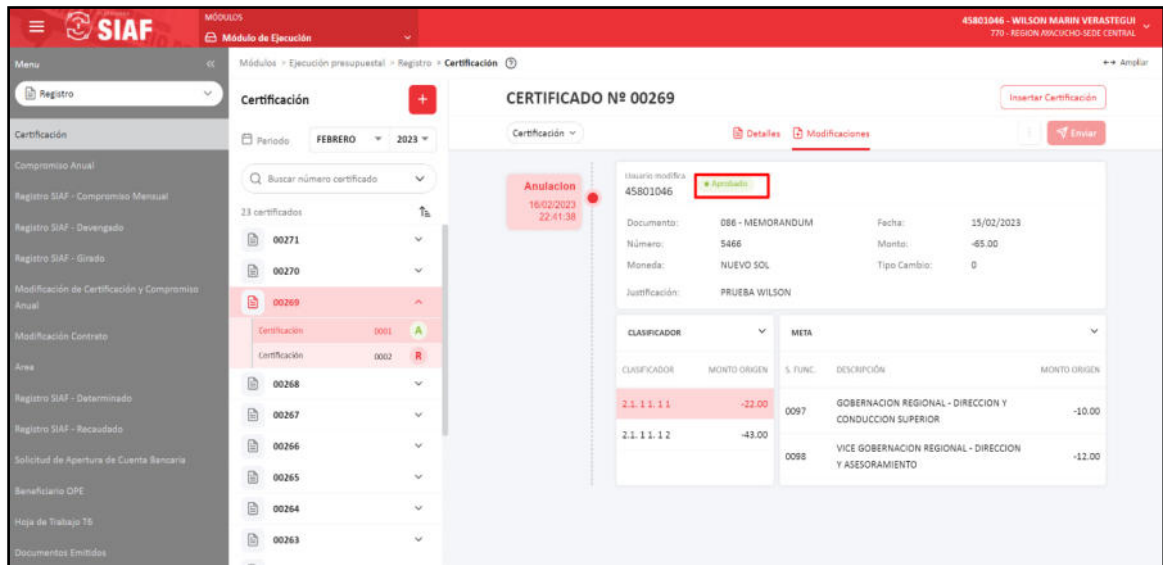 SIAF
MÓDULOS
Módulo de Ejecución
45801046 - WILSON MARIN VERASTEGUI
770 - REGION AYACUCHO-SEDE CENTRAL
Menu
Registro
Certificación
Compromiso Anual
Registro SIAF - Compromiso Mensual
Registro SIAF - Devengado
Registro SIAF - Girado
Modificación de Certificación y Compromiso
Anual
Modificación Contrato
Area
Registro SIAF - Determinado
Registro SIAF - Recaudado
Solicitud de Apertura de Cuenta Bancaria
Beneficiario OPE
Hoja de Trabajo T6
Documentos Emitidos
Módulos > Ejecución presupuestal > Registro > Certificación
Ampliar
Certificación
+
Periodo FEBRERO 2023
Buscar número certificado
23 certificados
00271
00270
00269
Certificación 0001 A
Certificación 0002 R
00268
00267
00266
00265
00264
00263
CERTIFICADO Nº 00269
Insertar Certificación
Certificación
Detalles
Modificaciones
Enviar
Anulacion
16/02/2023
22:41:38
Usuario modifica
45801046
Aprobado
Documento: 086 - MEMORANDUM Fecha: 15/02/2023
Número: 5466 Monto: -65.00
Moneda: NUEVO SOL Tipo Cambio: 0
Justificación: PRUEBA WILSON
CLASIFICADOR
CLASIFICADOR MONTO ORIGEN
2.1. 1 1. 1 1 -22.00
2.1. 1 1. 1 2 -43.00
META
S. FUNC. DESCRIPCIÓN MONTO ORIGEN
0097 GOBERNACION REGIONAL - DIRECCION Y
CONDUCCION SUPERIOR -10.00
0098 VICE GOBERNACION REGIONAL - DIRECCION
Y ASESORAMIENTO -12.00